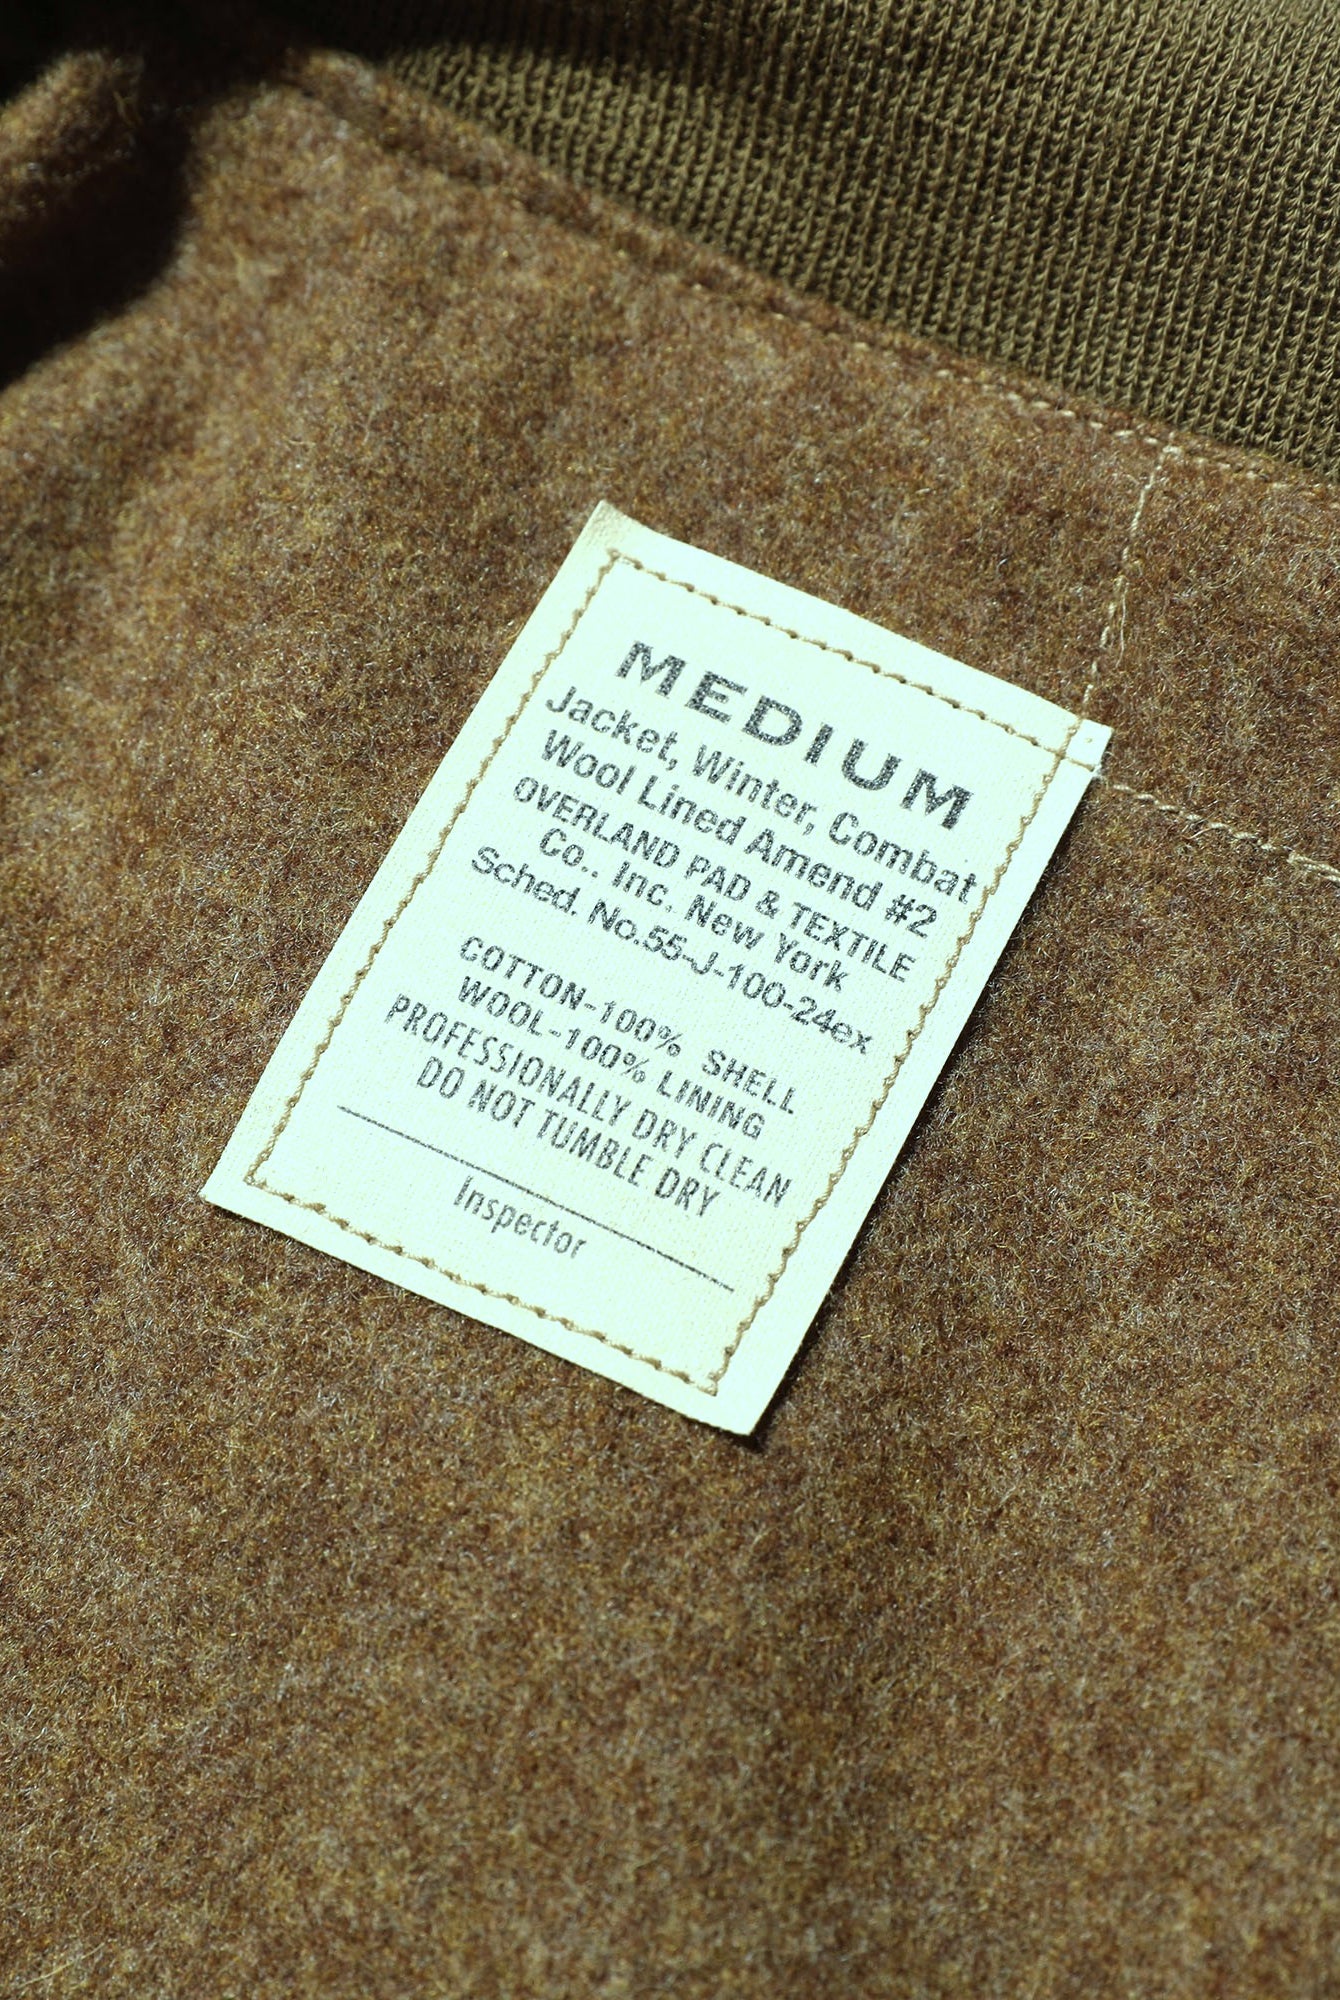 MEDIUM
Jacket, Winter, Combat
Wool Lined Amend #2
OVERLAND PAD & TEXTILE
Co.. Inc. New York
Sched. No.55-J-100-24ex
COTTON-100% SHELL
WOOL-100% LINING
PROFESSIONALLY DRY CLEAN
DO NOT TUMBLE DRY
Inspector